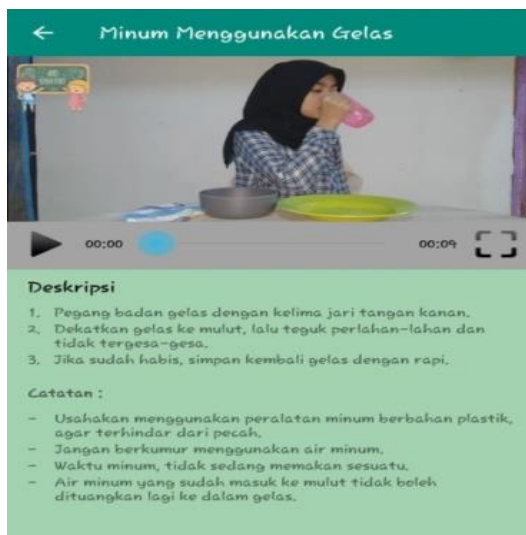 Minum Menggunakan Gelas
00:00
00:09
Deskripsi
1. Pegang badan gelas dengan kelima jari tangan kanan.
2. Dekatkan gelas ke mulut, lalu teguk perlahan-lahan dan
tidak tergesa-gesa.
3. Jika sudah habis, simpan kembali gelas dengan rapi.
Catatan :
- Usahakan menggunakan peralatan minum berbahan plastik,
agar terhindar dari pecah.
- Jangan berkumur menggunakan air minum.
- Waktu minum, tidak sedang memakan sesuatu.
- Air minum yang sudah masuk ke mulut tidak boleh
dituangkan lagi ke dalam gelas.